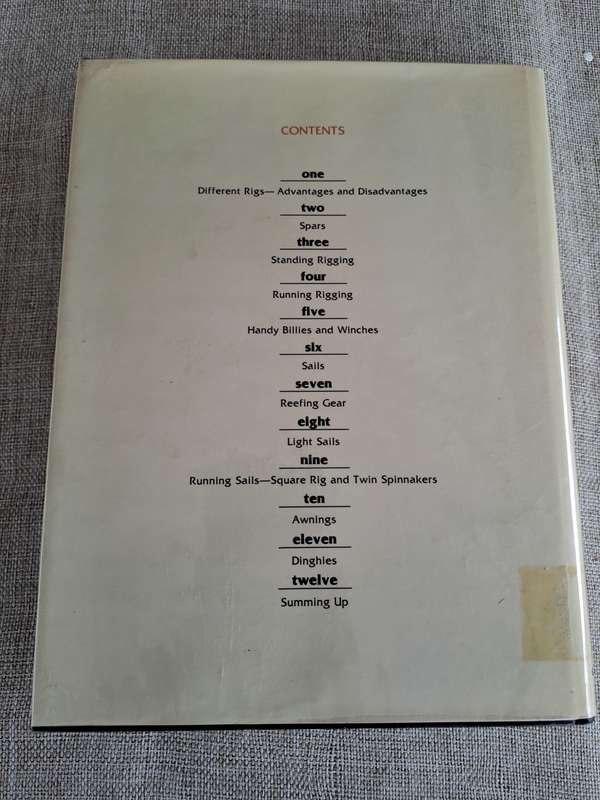 CONTENTS
one
Different Rigs—Advantages and Disadvantages
two
Spars
three
Standing Rigging
four
Running Rigging
five
Handy Billies and Winches
six
Sails
seven
Reefing Gear
eight
Light Sails
nine
Running Sails—Square Rig and Twin Spinnakers
ten
Awnings
eleven
Dinghies
twelve
Summing Up